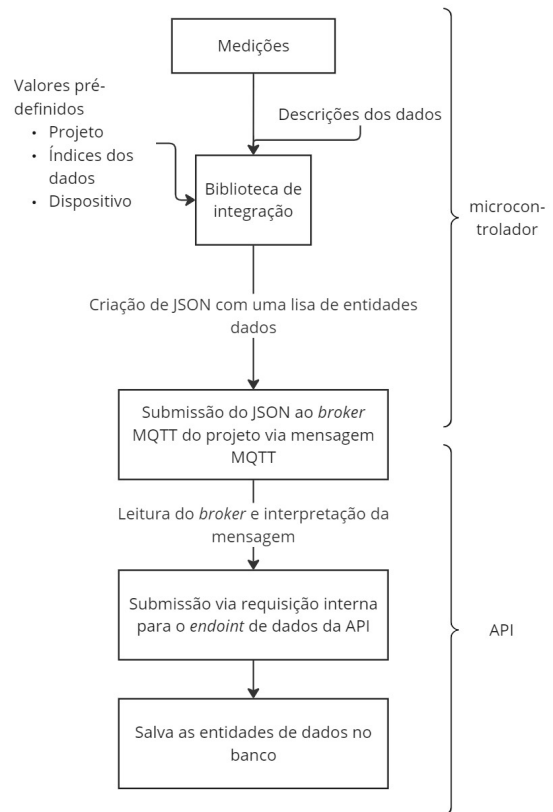 Medições
Valores pré-
definidos
• Projeto
• Índices dos
dados
• Dispositivo
Descrições dos dados
Biblioteca de
integração
microcon-
trolador
Criação de JSON com uma lisa de entidades
dados
Submissão do JSON ao broker
MQTT do projeto via mensagem
MQTT
Leitura do broker e interpretação da
mensagem
Submissão via requisição interna
para o endoint de dados da API
API
Salva as entidades de dados no
banco